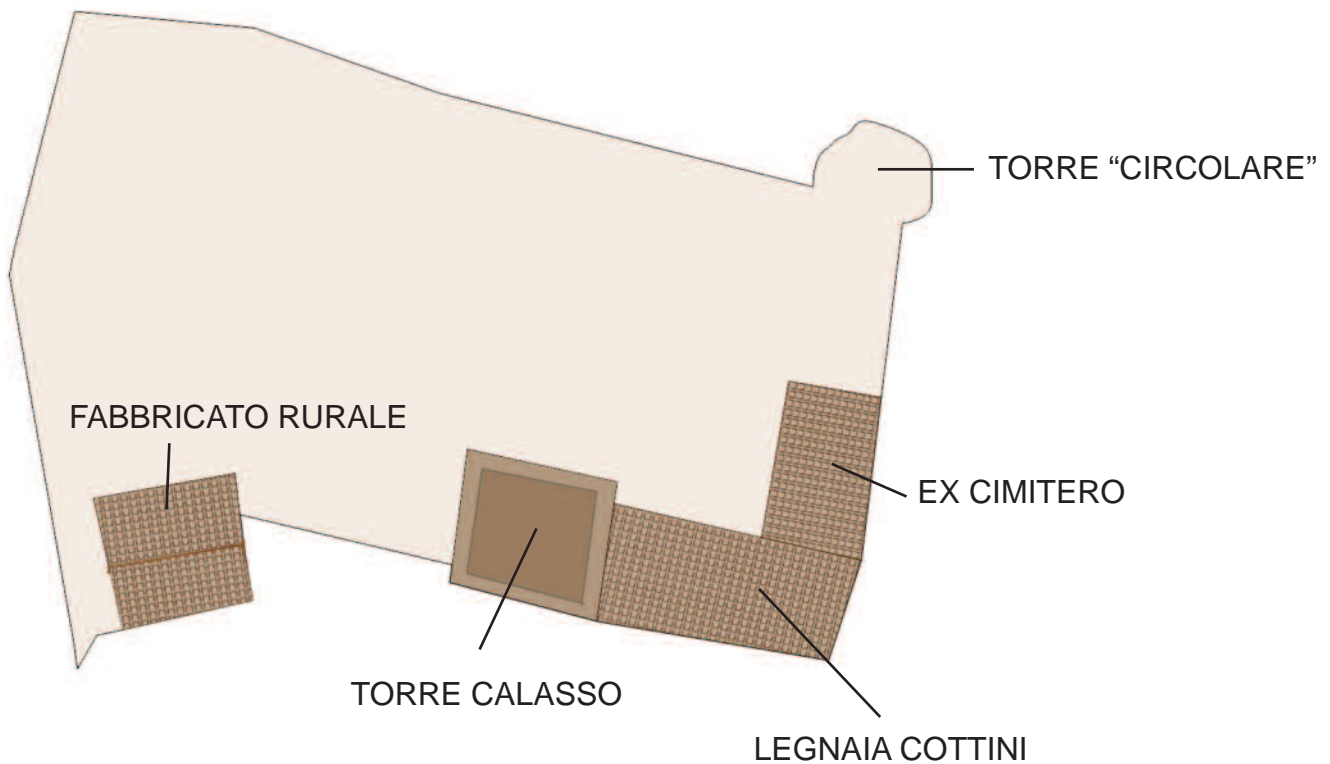 TORRE “CIRCOLARE”
FABBRICATO RURALE
EX CIMITERO
TORRE CALASSO
LEGNAIA COTTINI